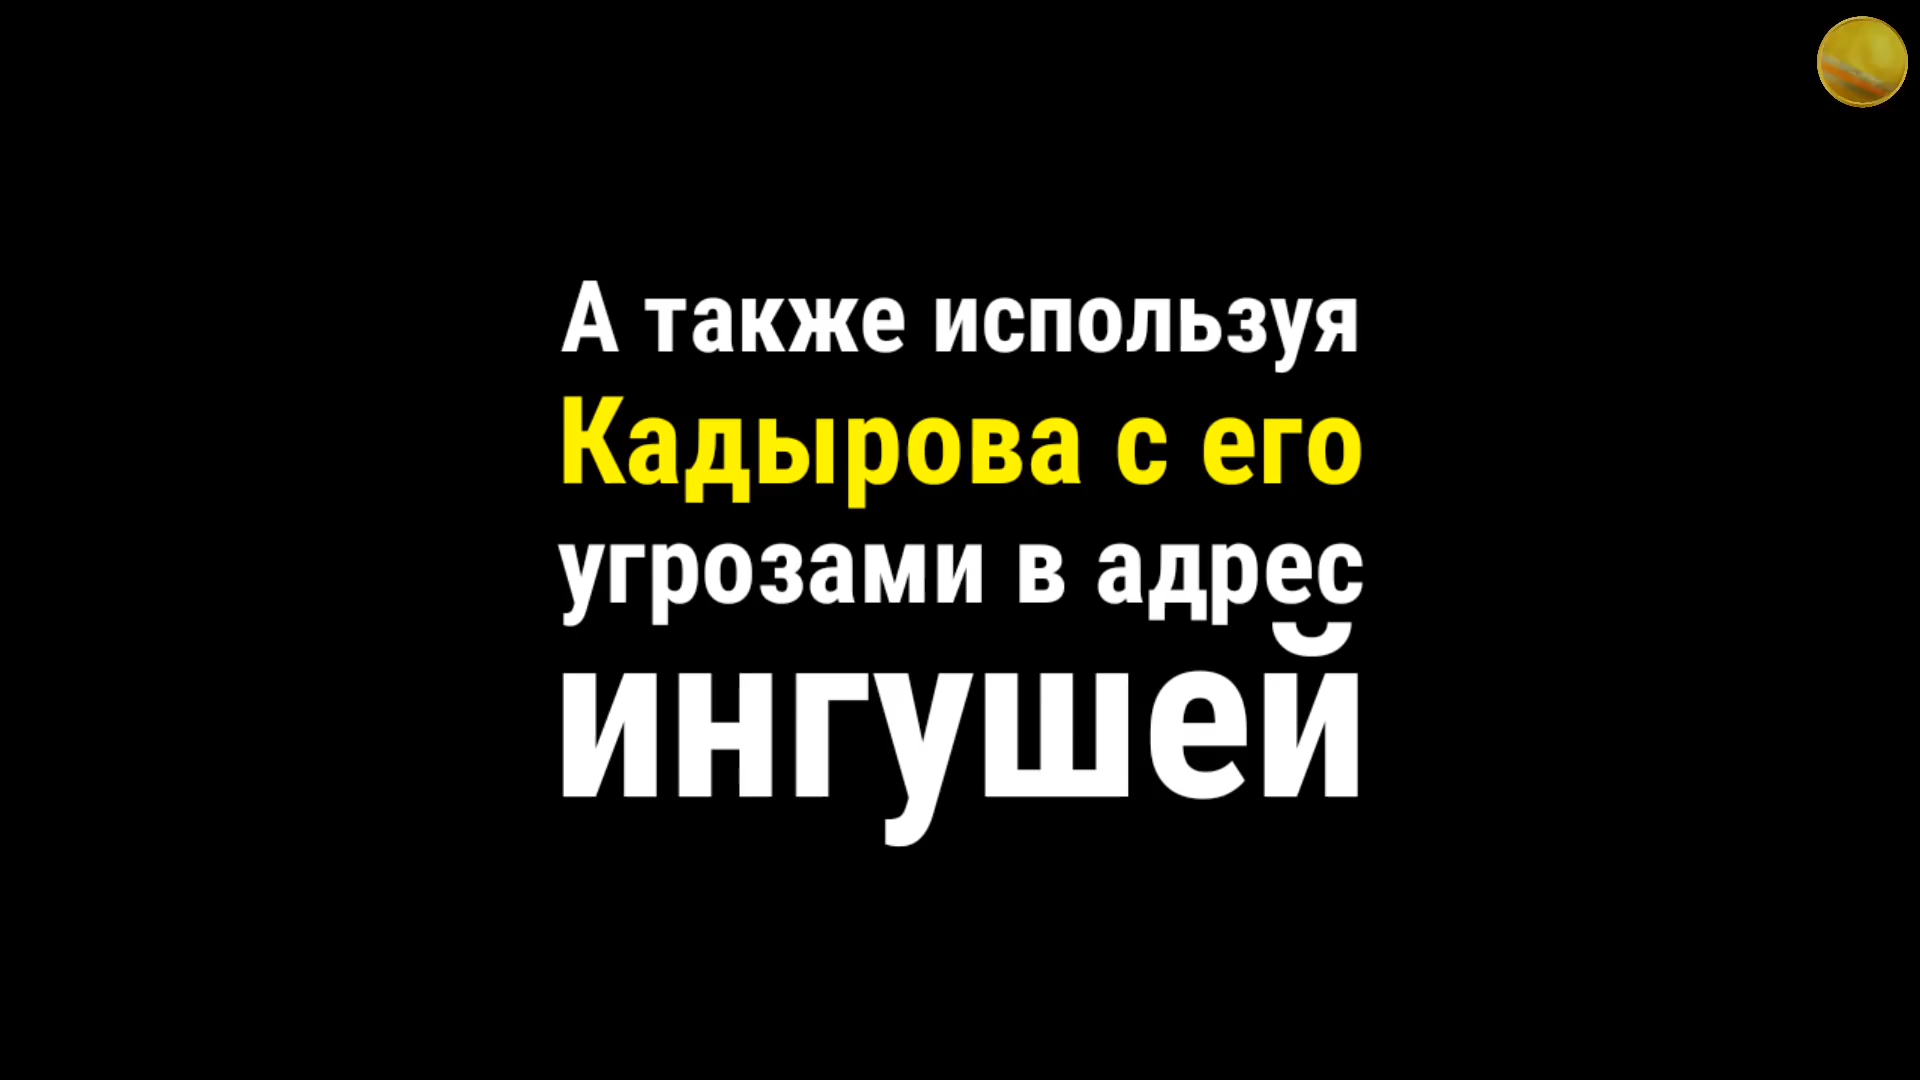 А также используя
Кадырова с его
угрозами в адрес
ингушей